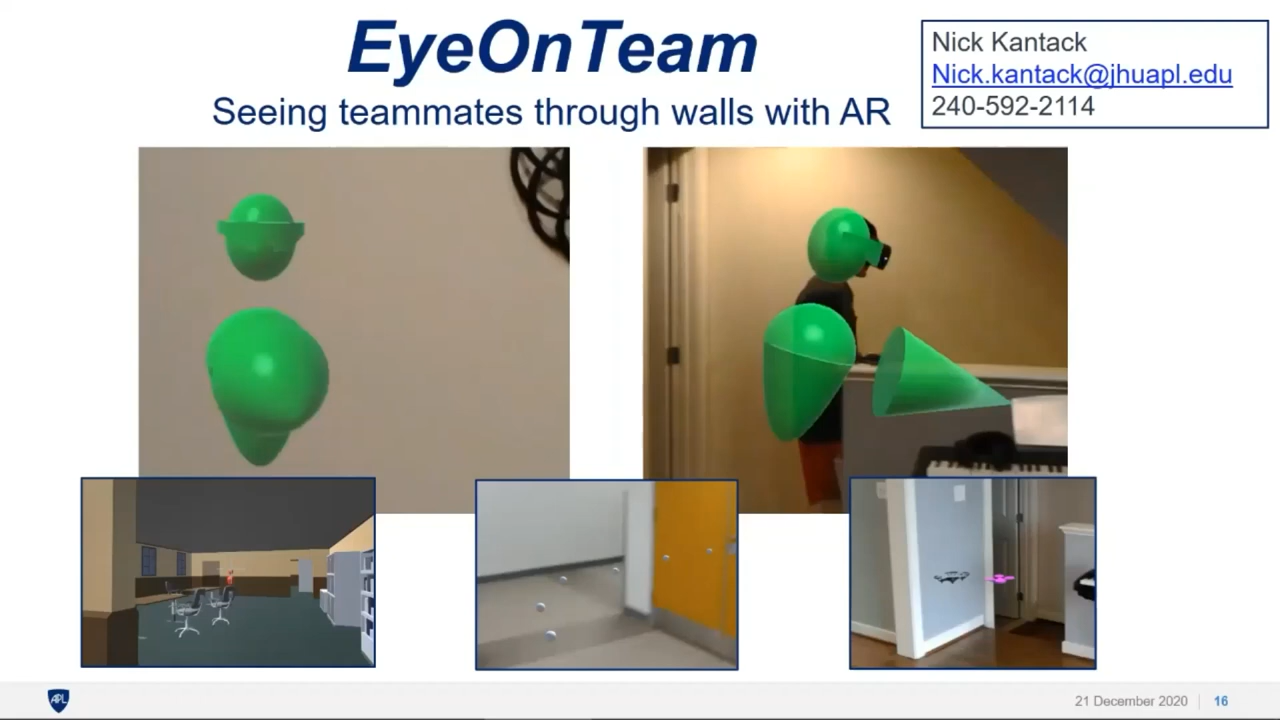 EyeOnTeam
Seeing teammates through walls with AR
Nick Kantack
Nick.kantack@jhuapl.edu
240-592-2114
APL
21 December 2020
16